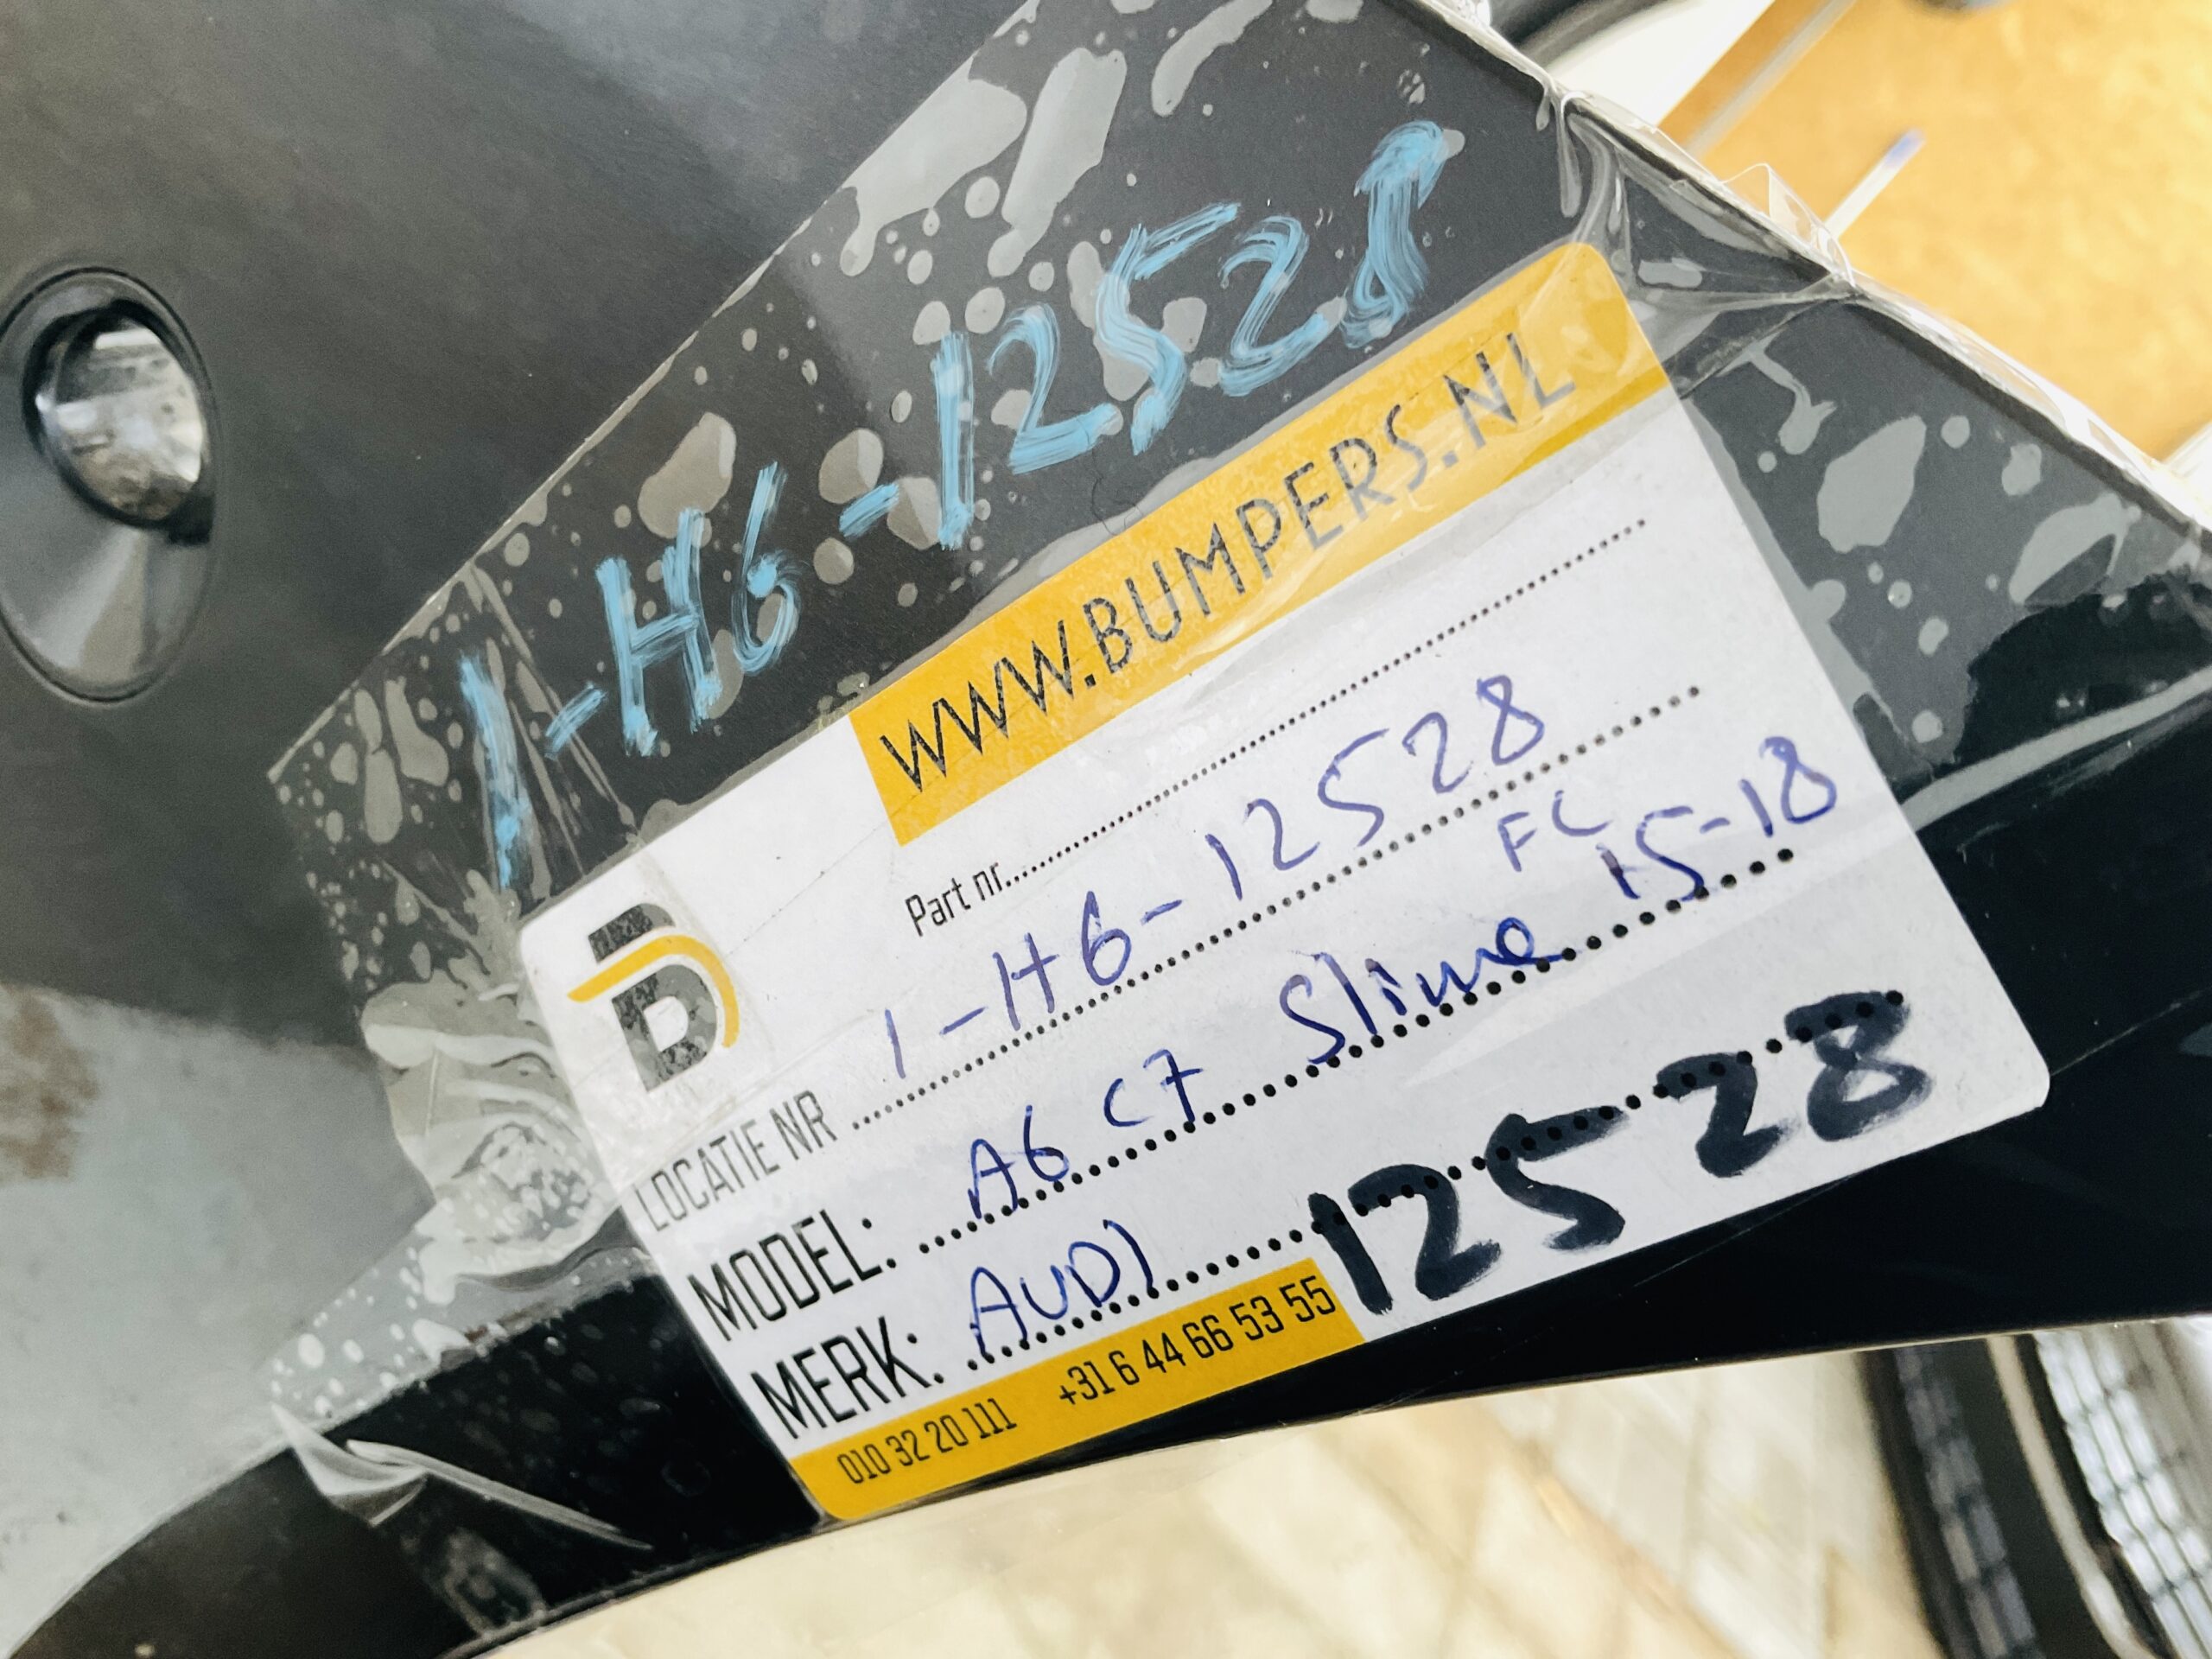 1-H6-12528
WWW.BUMPERS.NL
B
Part nr.
LOCATIE NR 1-H6-12528
FC
MODEL: A6 C7 Sline 15-18
MERK: AUDI
12528
010 32 20 111 +31 6 44 66 53 55